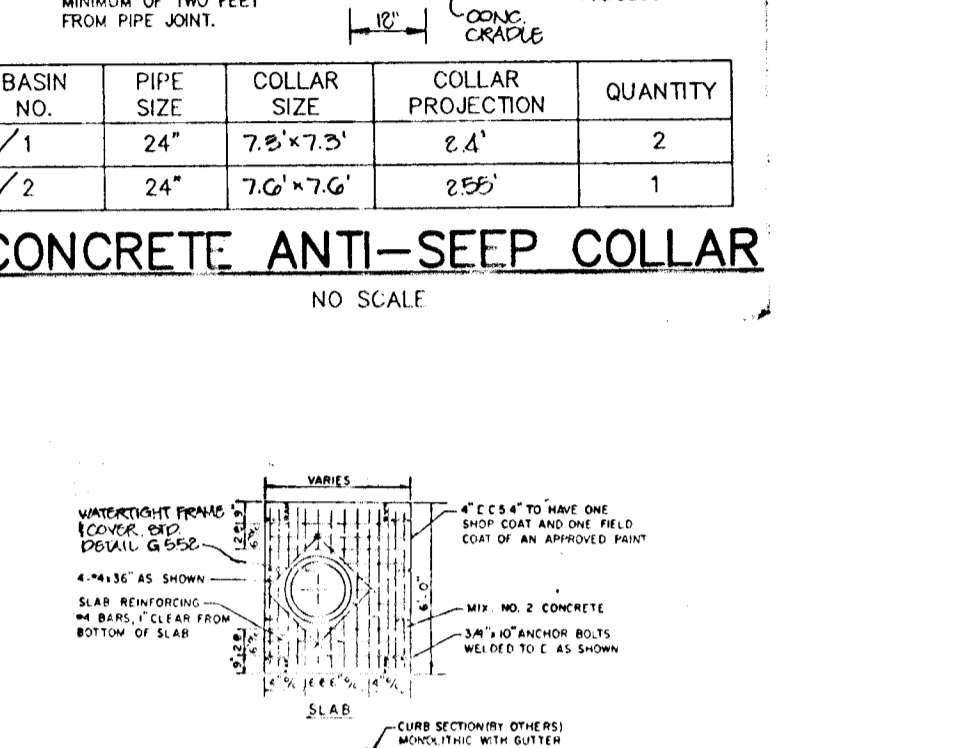 MINIMUM OF TWO FEET
FROM PIPE JOINT.
12"
CONC.
CRADLE
BASIN NO. PIPE SIZE COLLAR SIZE COLLAR PROJECTION QUANTITY
1 24" 7.3'x7.3' 2.4' 2
2 24" 7.6'x7.6' 2.55' 1
CONCRETE ANTI-SEEP COLLAR
NO SCALE
VARIES
WATERTIGHT FRAME
& COVER STD.
DETAIL G 552
4-#4x36" AS SHOWN
SLAB REINFORCING
#4 BARS, 1" CLEAR FROM
BOTTOM OF SLAB
4" C C 5.4" TO HAVE ONE
SHOP COAT AND ONE FIELD
COAT OF AN APPROVED PAINT
6'-0"
MIX. NO. 2 CONCRETE
3/4"x10" ANCHOR BOLTS
WELDED TO C AS SHOWN
SLAB
CURB SECTION (BY OTHERS)
MONOLITHIC WITH GUTTER